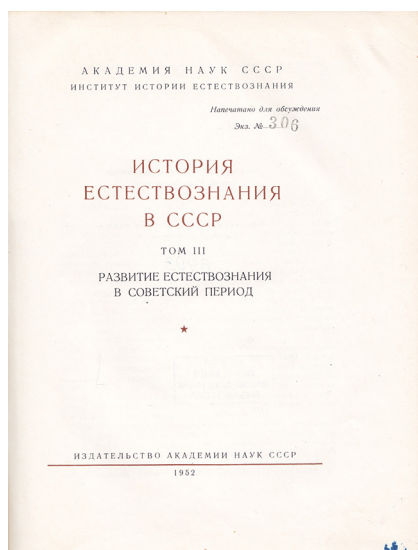 АКАДЕМИЯ НАУК СССР
ИНСТИТУТ ИСТОРИИ ЕСТЕСТВОЗНАНИЯ
Напечатано для обсуждения
Экз. № 306
ИСТОРИЯ
ЕСТЕСТВОЗНАНИЯ
В СССР
ТОМ III
РАЗВИТИЕ ЕСТЕСТВОЗНАНИЯ
В СОВЕТСКИЙ ПЕРИОД
ИЗДАТЕЛЬСТВО АКАДЕМИИ НАУК СССР
1952